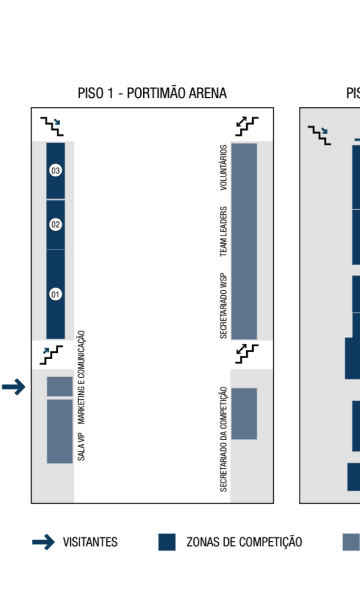 PISO 1 - PORTIMÃO ARENA
PIS
03
02
01
VOLUNTÁRIOS
TEAM LEADERS
SECRETARIADO WSP
MARKETING E COMUNICAÇÃO
SALA VIP
SECRETARIADO DA COMPETIÇÃO
VISITANTES
ZONAS DE COMPETIÇÃO